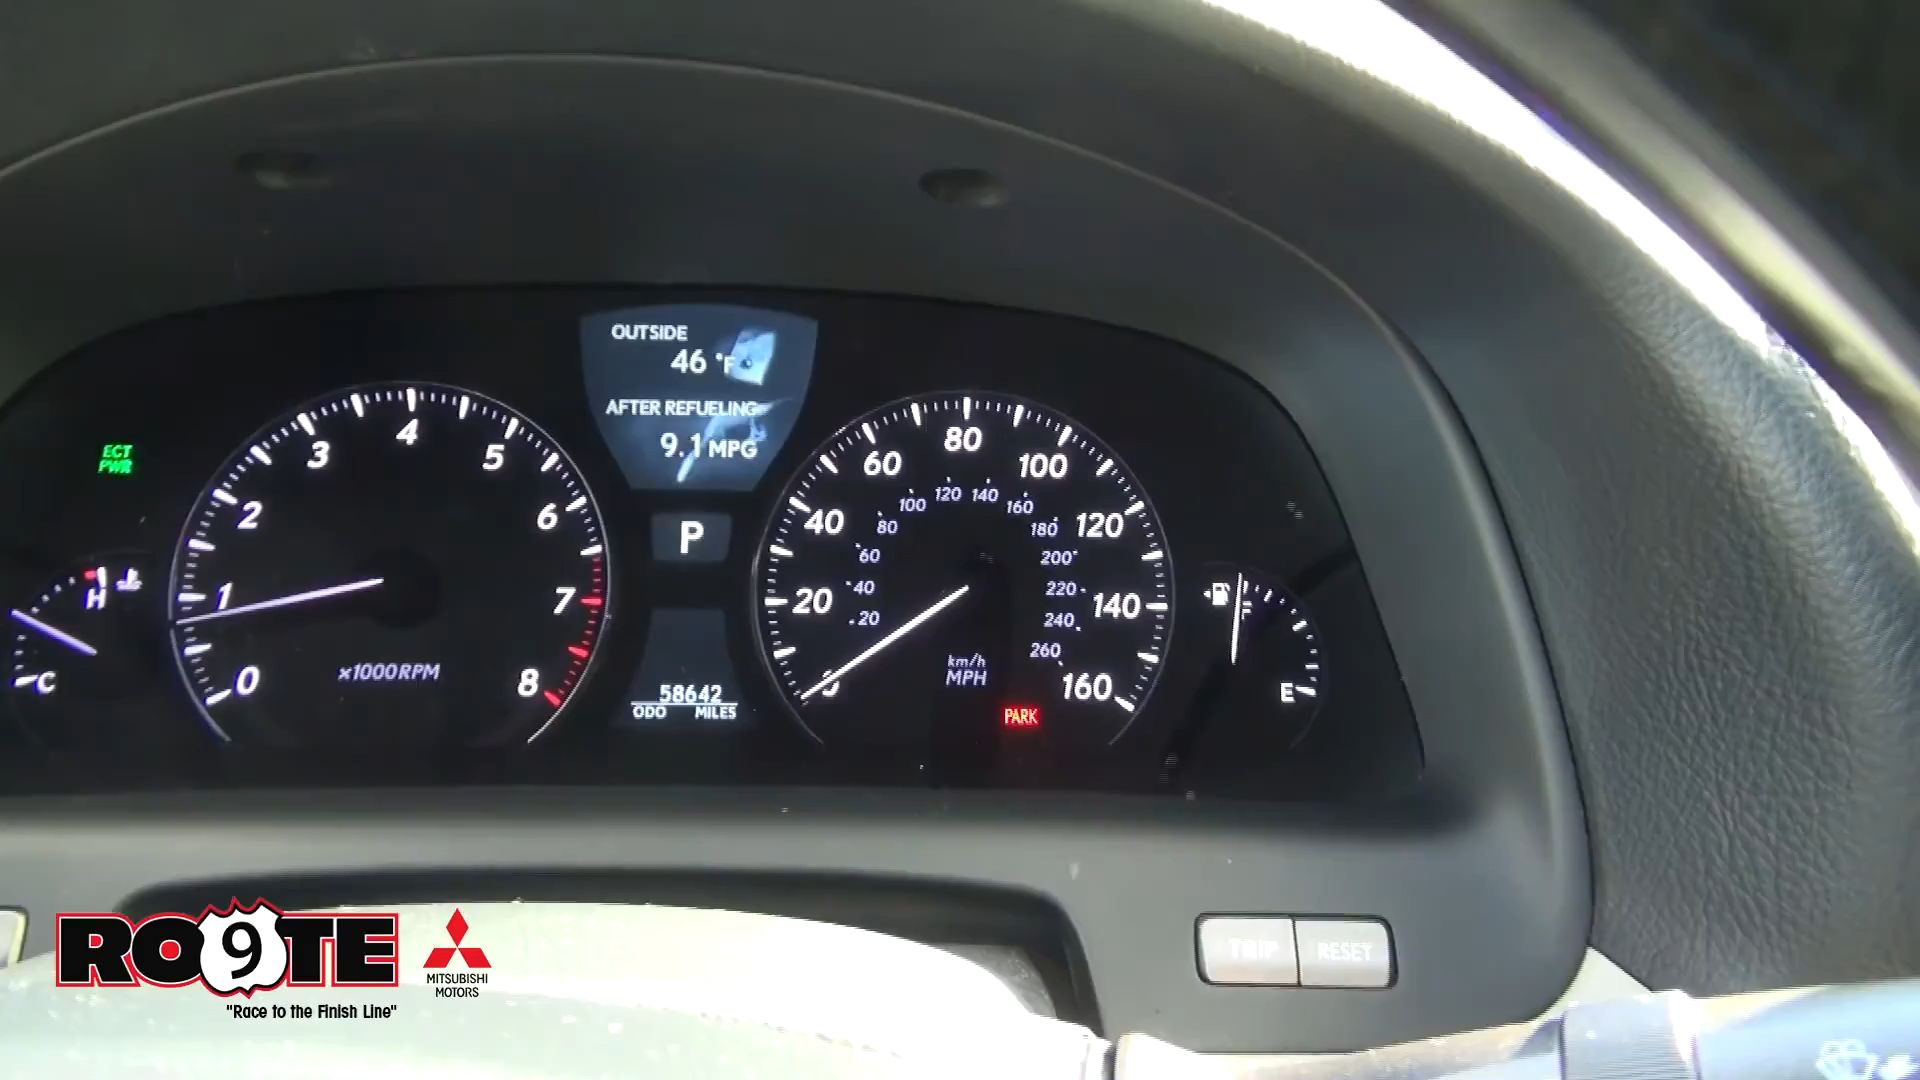 OUTSIDE
46 °F
AFTER REFUELING
9.1 MPG
ECT
PWR
H
C
0 1 2 3 4 5 6 7 8
x1000RPM
P
58642
ODO MILES
0 20 40 60 80 100 120 140 160
20 40 60 80 100 120 140 160 180 200 220 240 260
km/h
MPH
PARK
F
E
TRIP RESET
RO9TE
MITSUBISHI
MOTORS
"Race to the Finish Line"